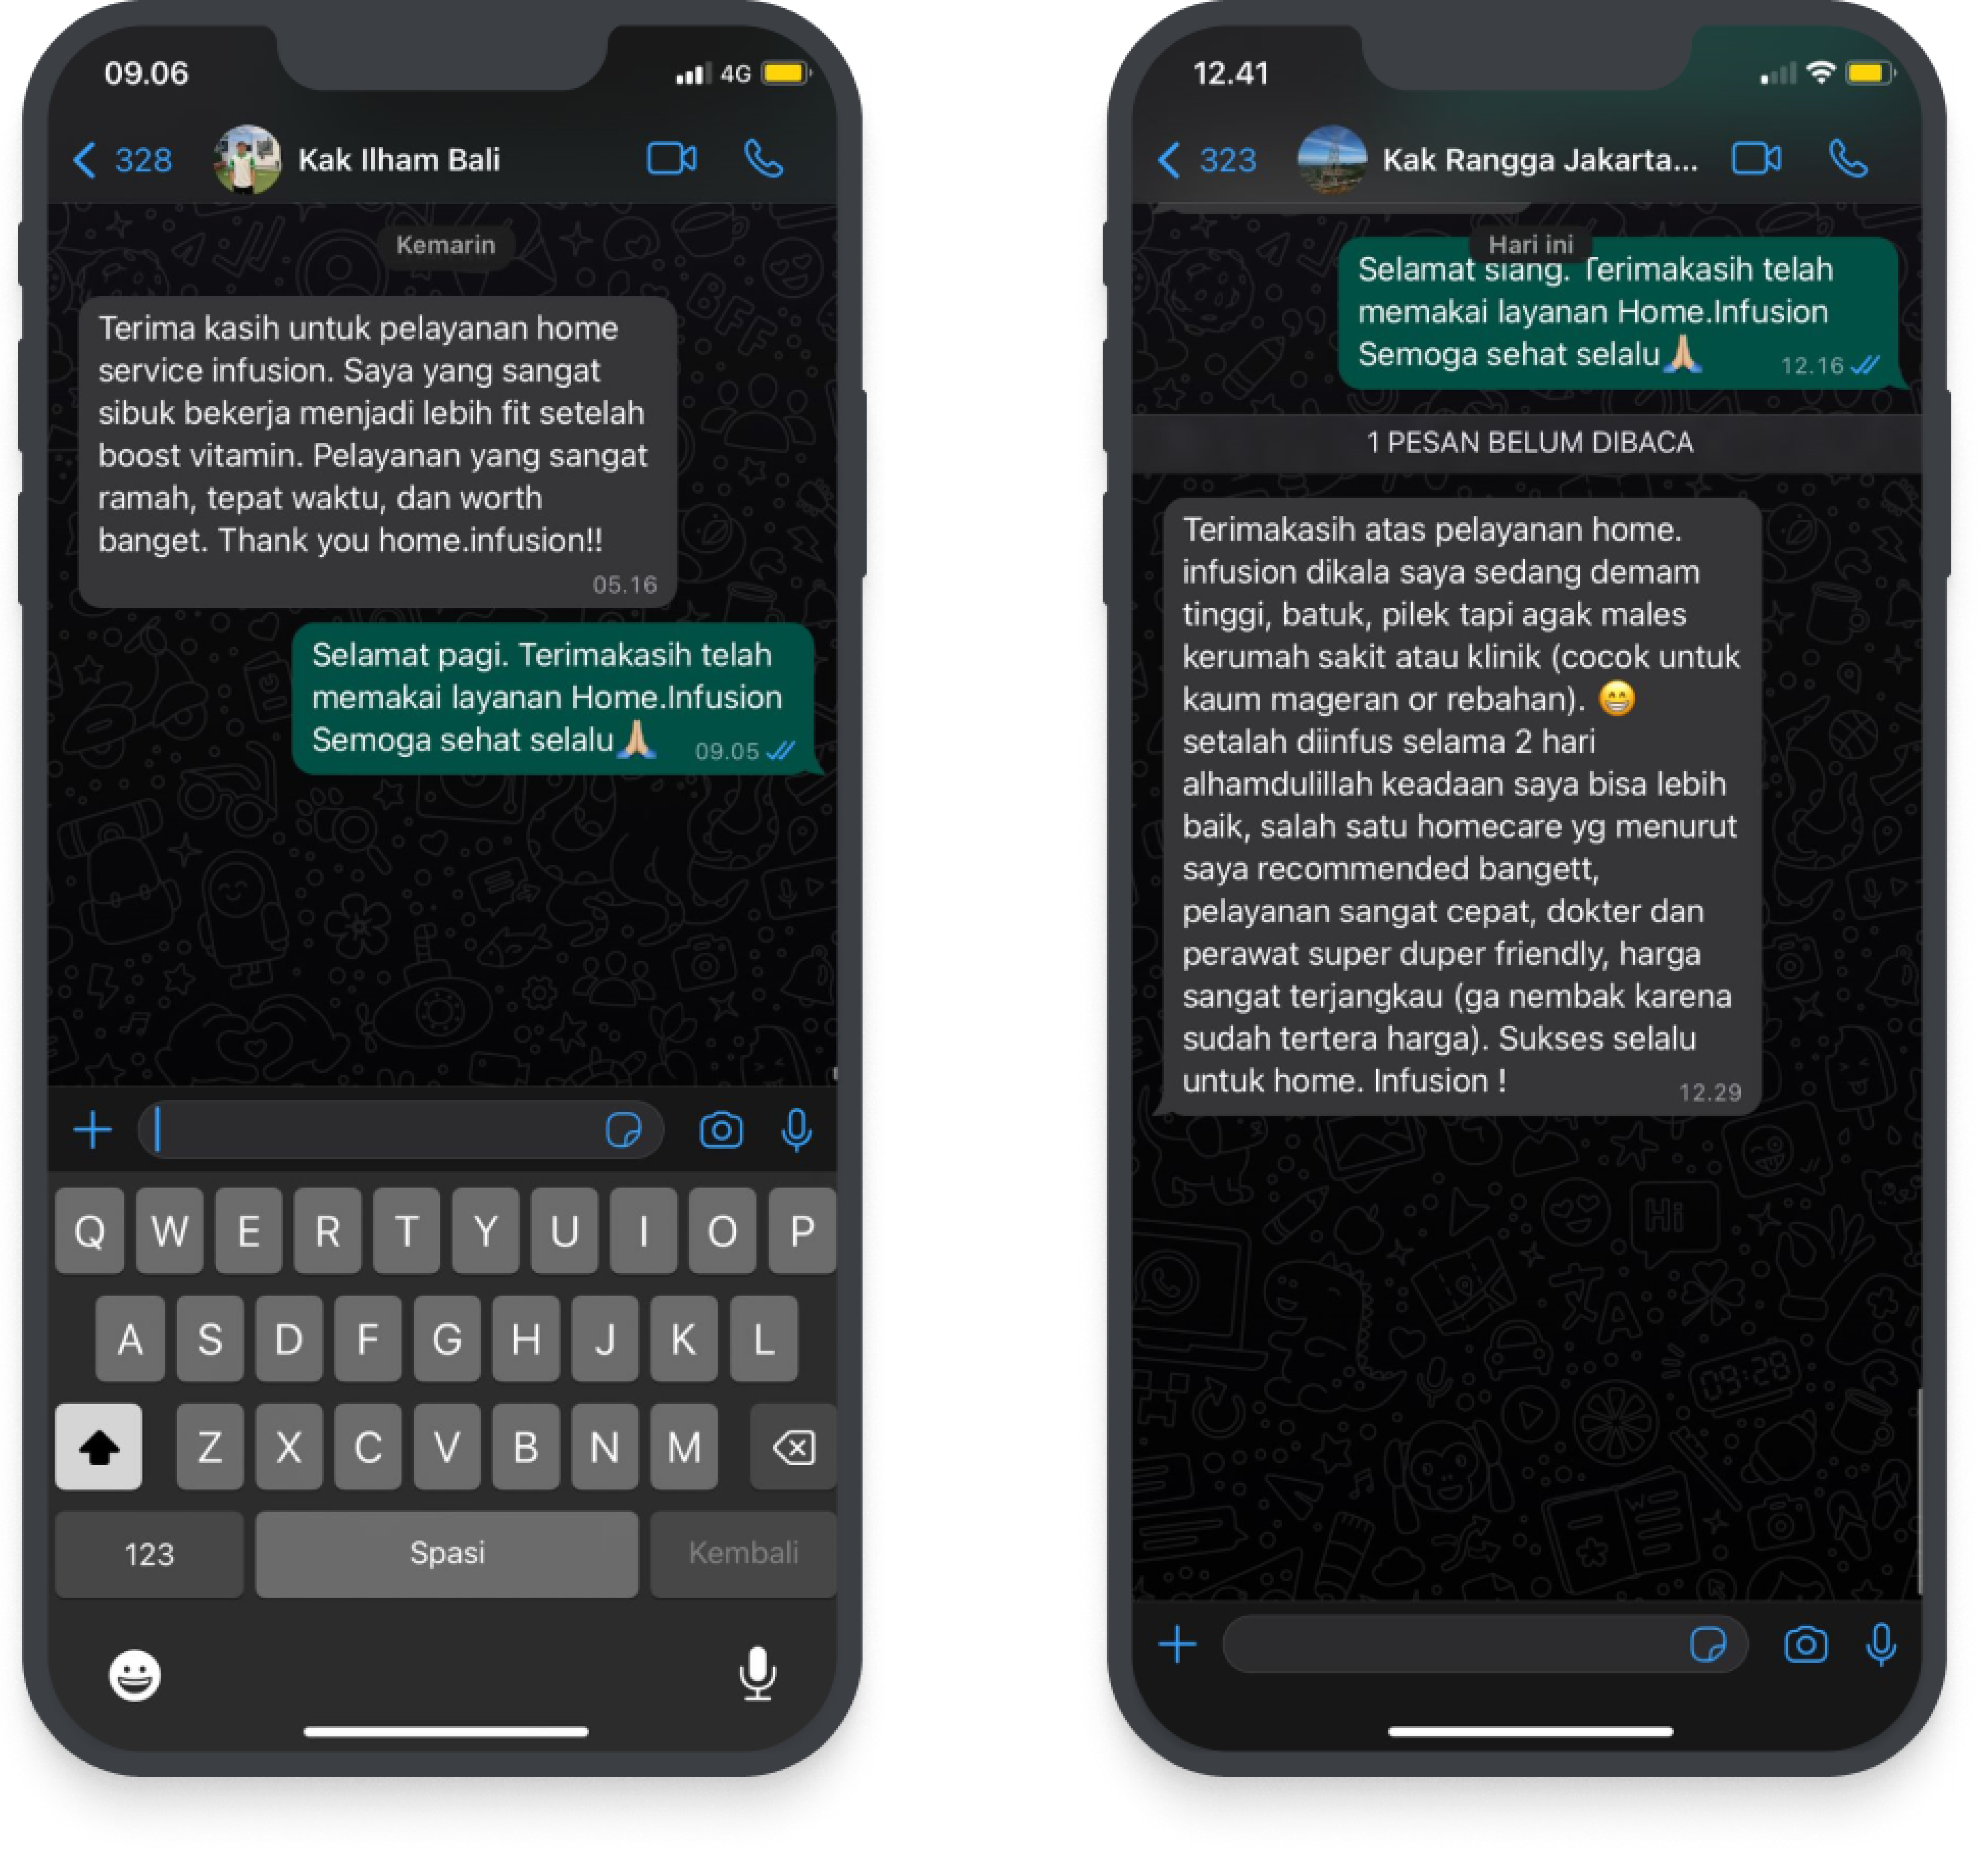 09.06
4G
328
Kak Ilham Bali
Kemarin
Terima kasih untuk pelayanan home
service infusion. Saya yang sangat
sibuk bekerja menjadi lebih fit setelah
boost vitamin. Pelayanan yang sangat
ramah, tepat waktu, dan worth
banget. Thank you home.infusion!!
05.16
Selamat pagi. Terimakasih telah
memakai layanan Home.Infusion
Semoga sehat selalu🙏🏼
09.05
Q W E R T Y U I O P
A S D F G H J K L
Z X C V B N M
123
Spasi
Kembali
12.41
323
Kak Rangga Jakarta...
Hari ini
Selamat siang. Terimakasih telah
memakai layanan Home.Infusion
Semoga sehat selalu🙏🏼
12.16
1 PESAN BELUM DIBACA
Terimakasih atas pelayanan home.
infusion dikala saya sedang demam
tinggi, batuk, pilek tapi agak males
kerumah sakit atau klinik (cocok untuk
kaum mageran or rebahan). 😁
setalah diinfus selama 2 hari
alhamdulillah keadaan saya bisa lebih
baik, salah satu homecare yg menurut
saya recommended bangett,
pelayanan sangat cepat, dokter dan
perawat super duper friendly, harga
sangat terjangkau (ga nembak karena
sudah tertera harga). Sukses selalu
untuk home. Infusion !
12.29
BFF
Hi
09:28